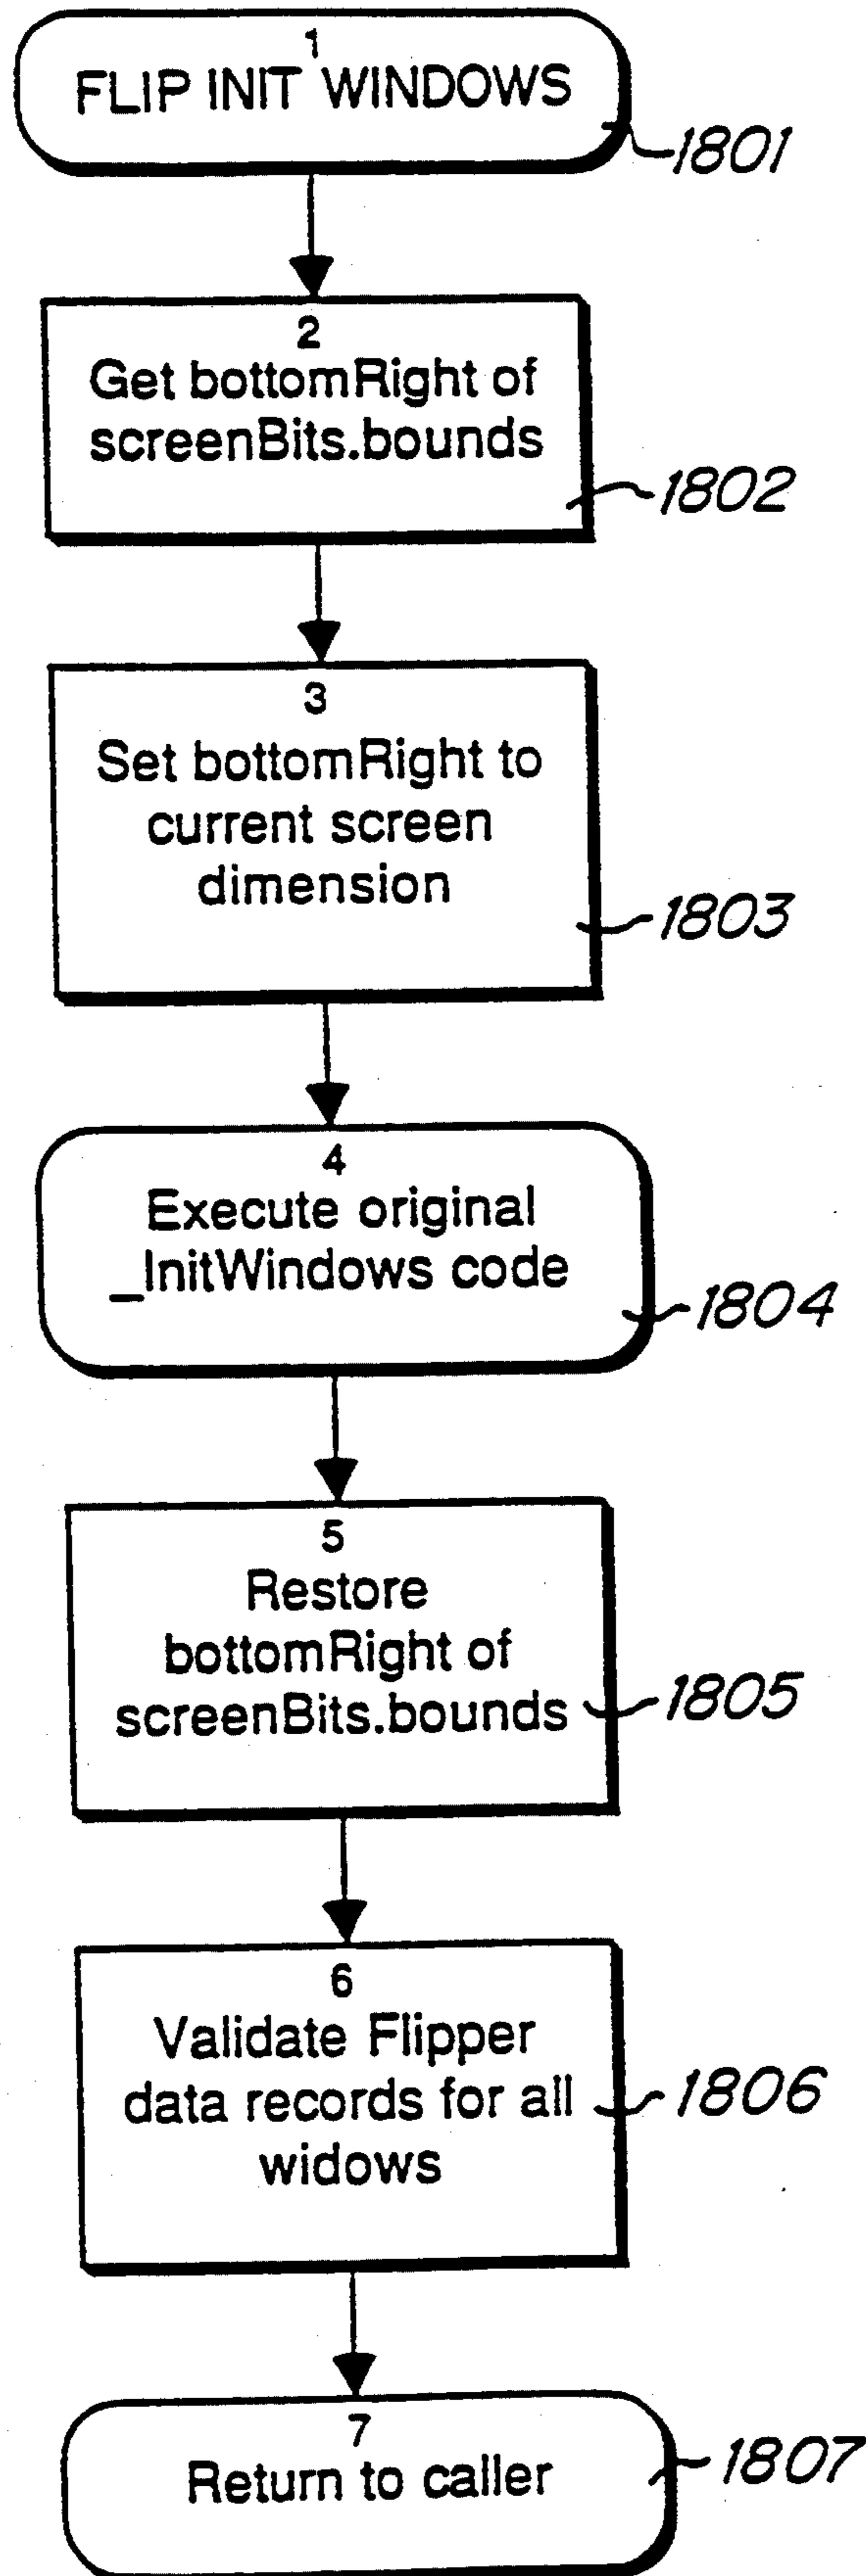 1
FLIP INIT WINDOWS
1801
2
Get bottomRight of
screenBits.bounds
1802
3
Set bottomRight to
current screen
dimension
1803
4
Execute original
_InitWindows code
1804
5
Restore
bottomRight of
screenBits.bounds
1805
6
Validate Flipper
data records for all
widows
1806
7
Return to caller
1807